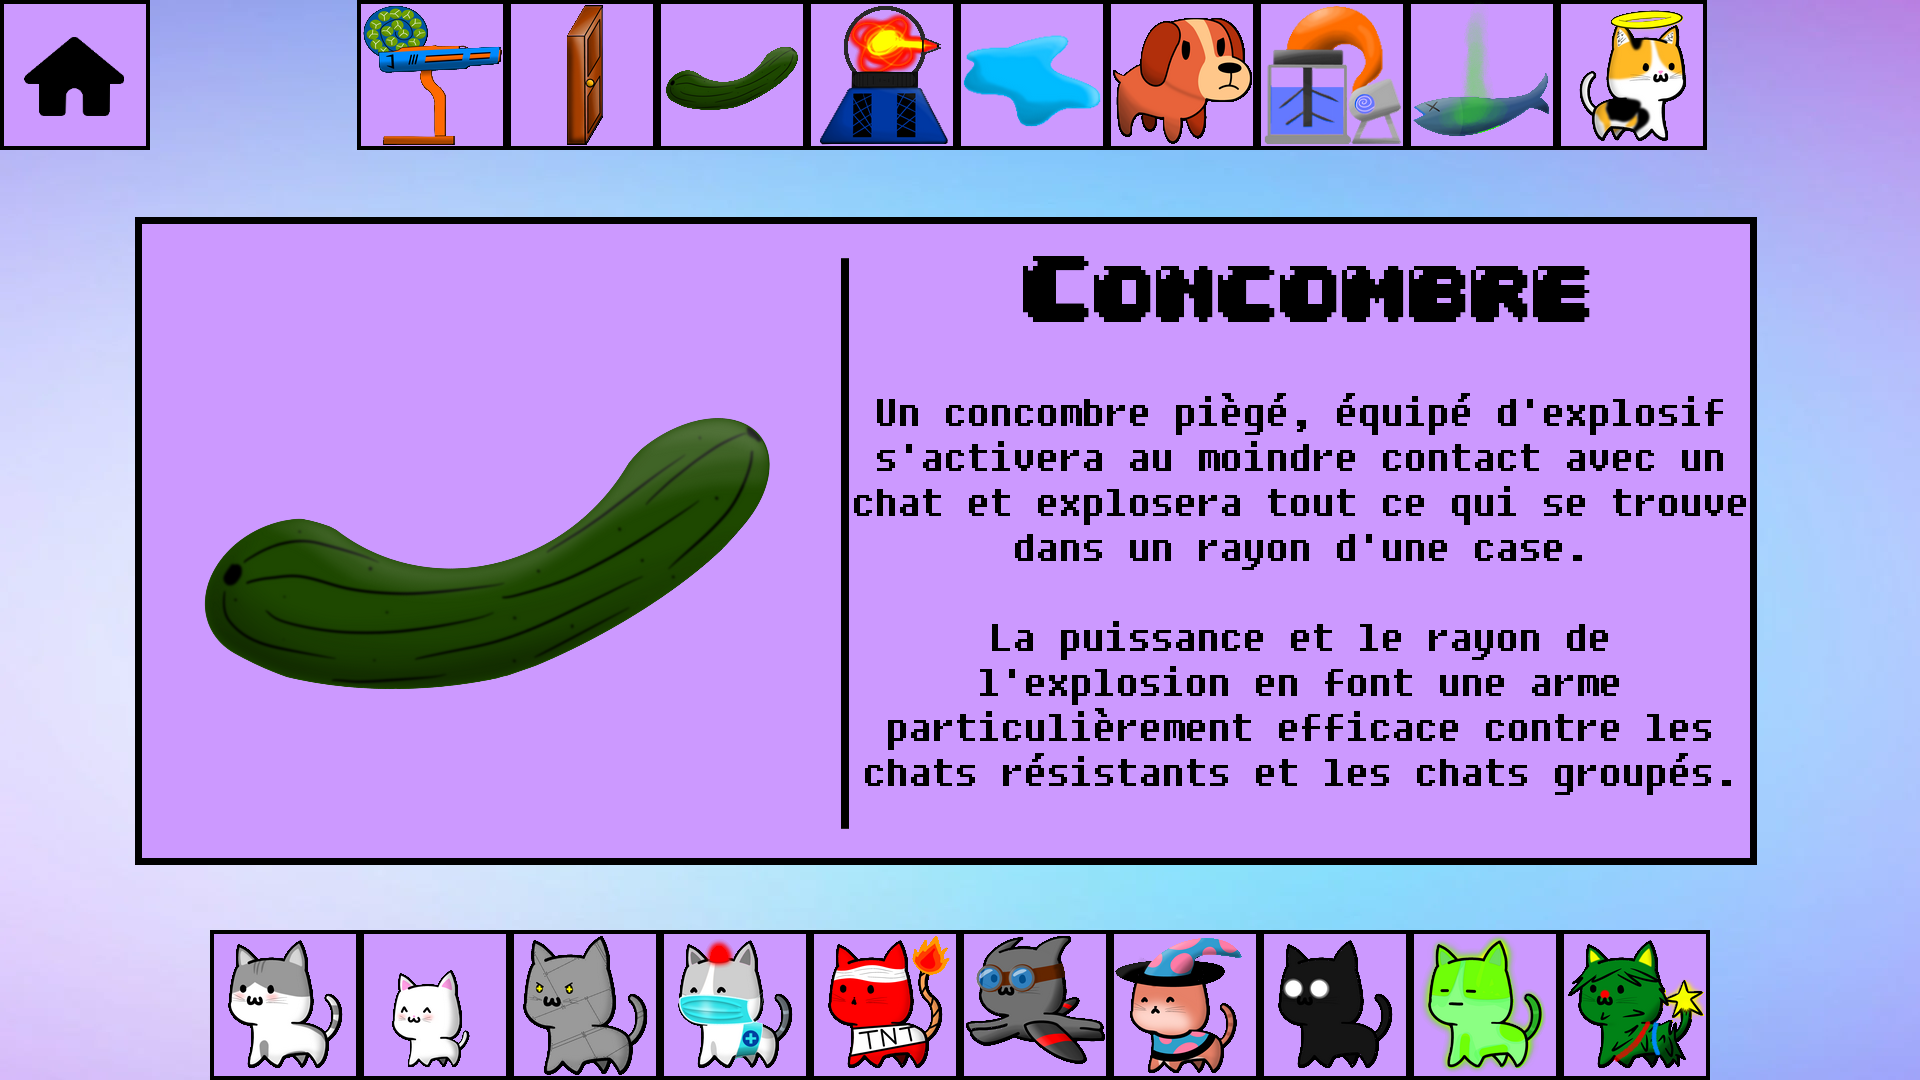 Concombre
Un concombre piègé, équipé d'explosif
s'activera au moindre contact avec un
chat et explosera tout ce qui se trouve
dans un rayon d'une case.
La puissance et le rayon de
l'explosion en font une arme
particulièrement efficace contre les
chats résistants et les chats groupés.
TNT